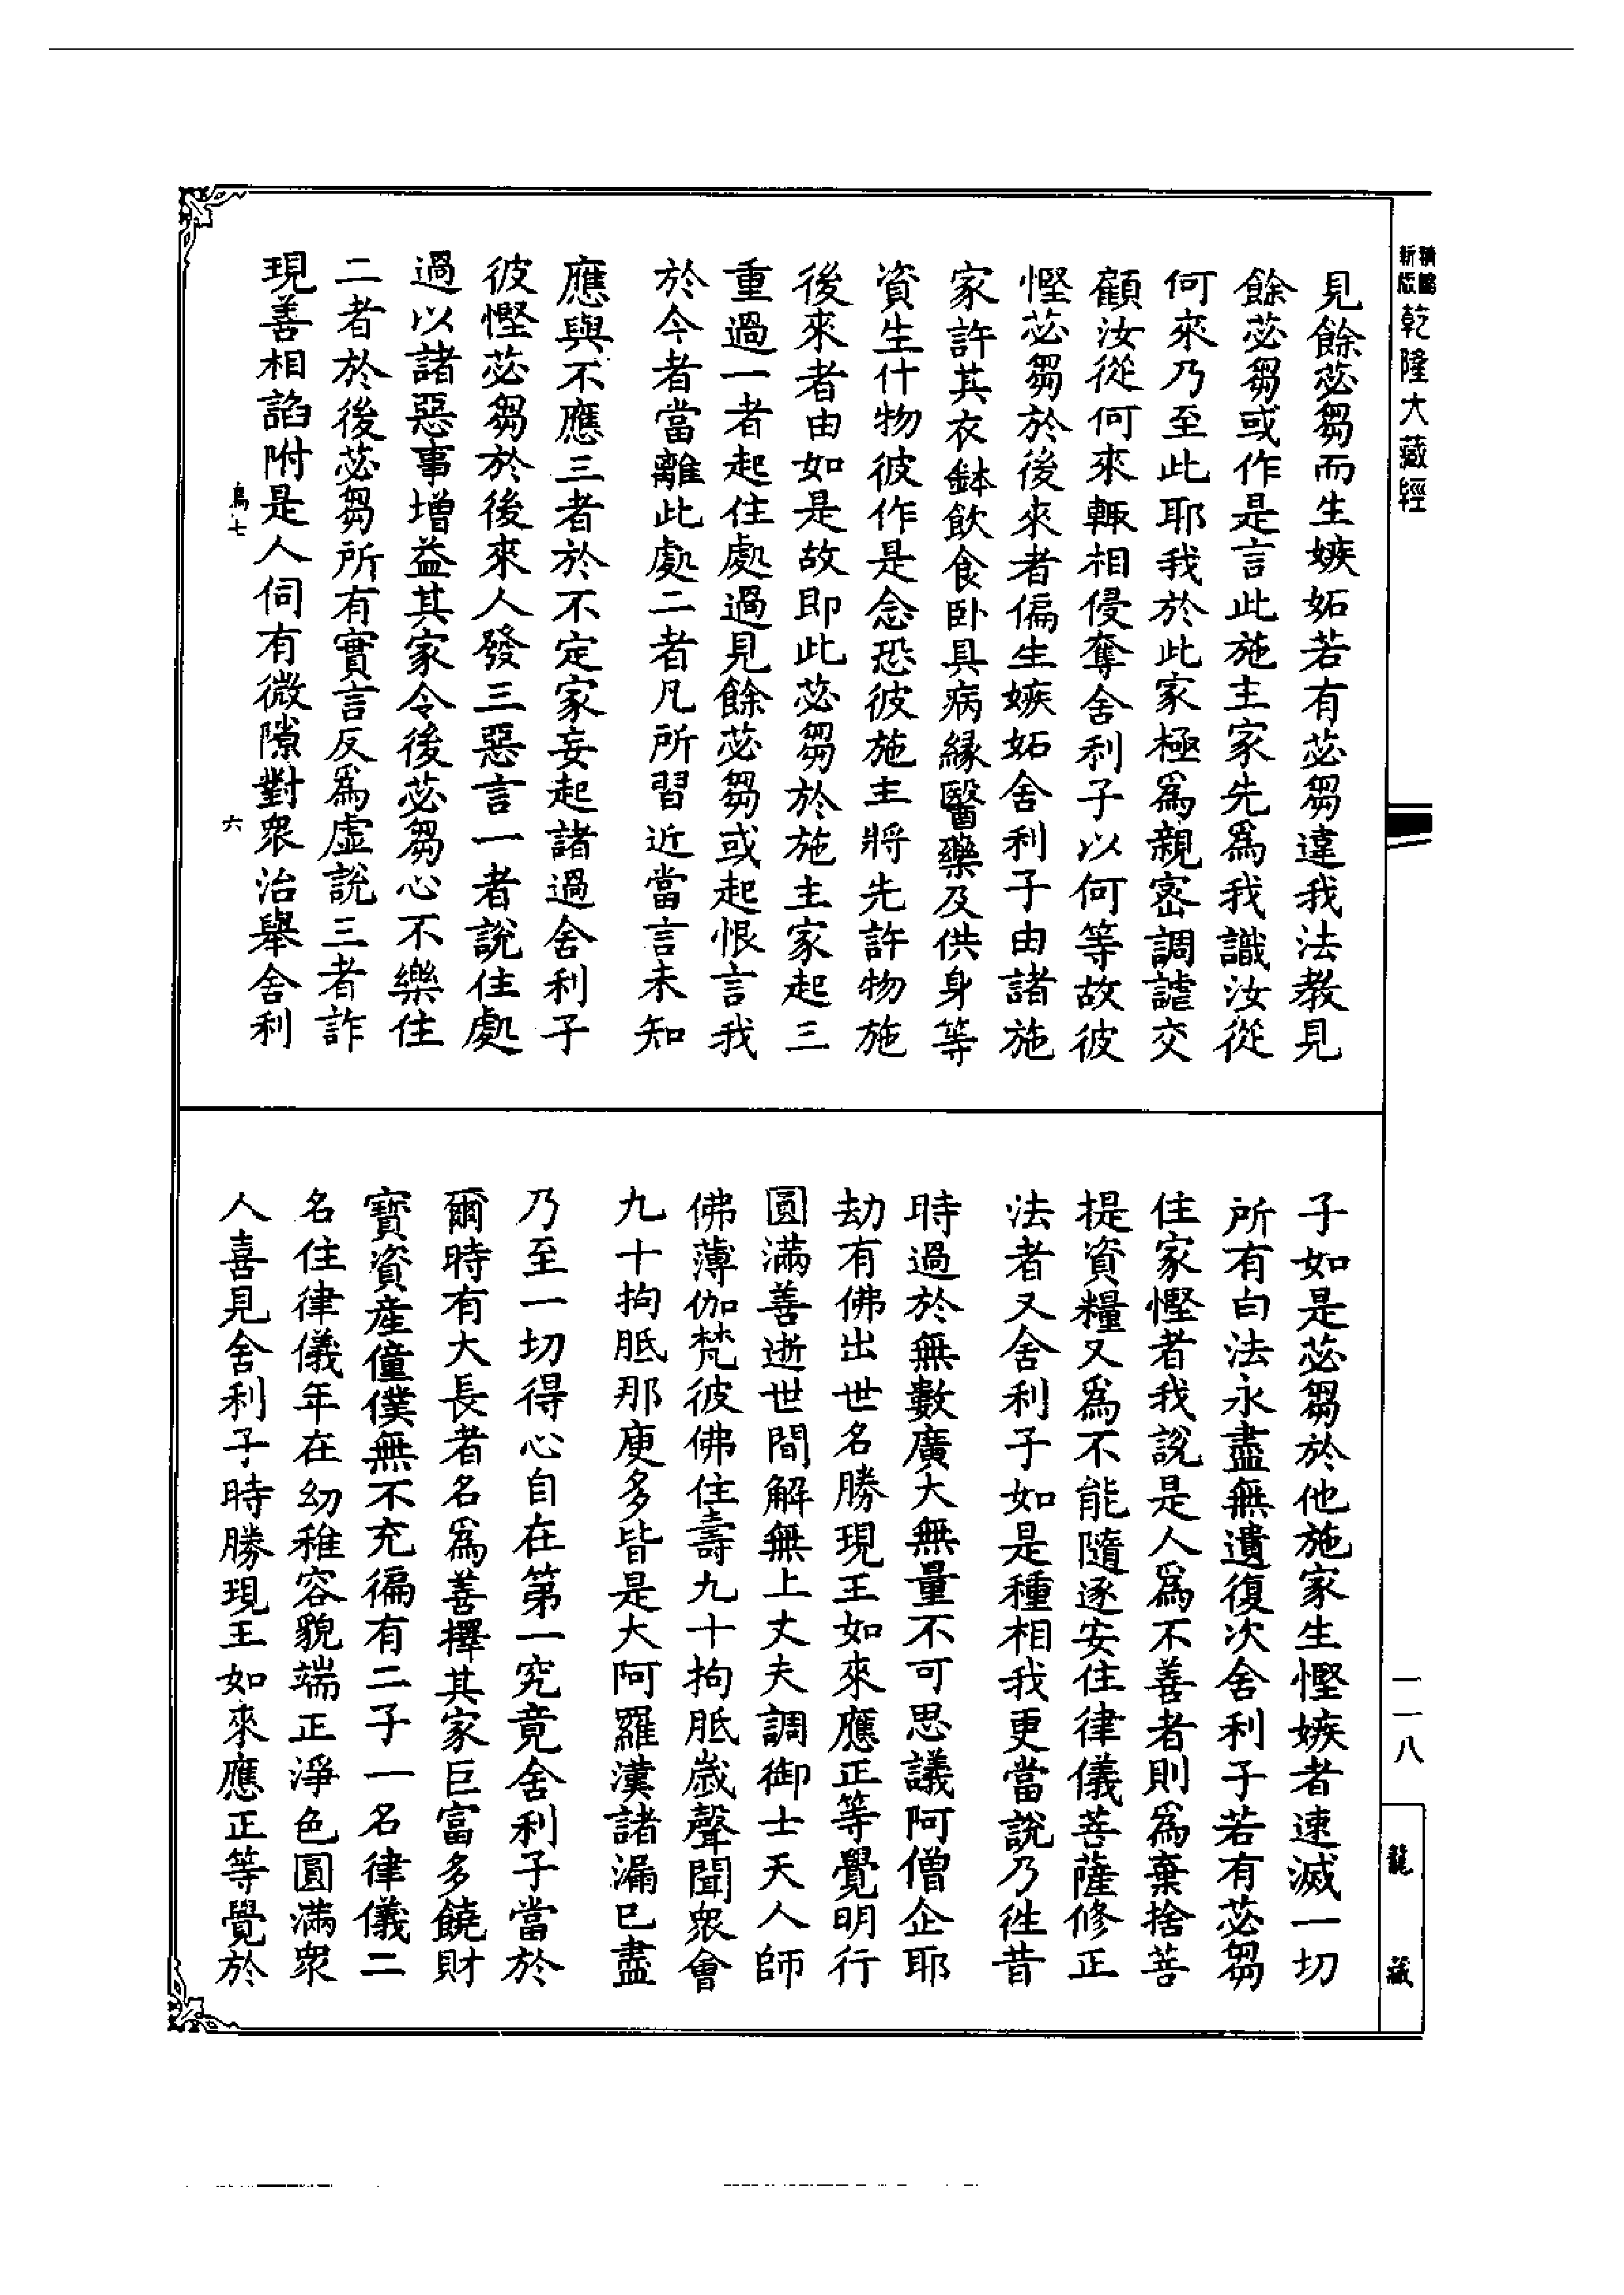 精縮
新版
乾隆大藏經
見餘苾芻而生嫉妬若有苾芻違我法教見
餘苾芻或作是言此施主家先爲我識汝從
何來乃至此耶我於此家極爲親密調謔交
顧汝從何來輙相侵奪舍利子以何等故彼
慳苾芻於後來者偏生嫉妬舍利子由諸施
家許其衣鉢飲食卧具病緣醫藥及供身等
資生什物彼作是念恐彼施主將先許物施
後來者由如是故即此苾芻於施主家起三
重過一者起住處過見餘苾芻或起恨言我
於今者當離此處二者凡所習近當言未知
應與不應三者於不定家妄起諸過舍利子
彼慳苾芻於後來人發三惡言一者說住處
過以諸惡事增益其家令後苾芻心不樂住
二者於後苾芻所有實言反爲虛說三者詐
現善相諂附是人伺有微隙對衆治舉舍利
鳥七
六
子如是苾芻於他施家生慳嫉者速滅一切
所有白法永盡無遺復次舍利子若有苾芻
住家慳者我說是人爲不善者則爲棄捨菩
提資糧又爲不能隨逐安住律儀菩薩修正
法者又舍利子如是種相我更當說乃徃昔
時過於無數廣大無量不可思議阿僧企耶
劫有佛出世名勝現王如來應正等覺明行
圓滿善逝世間解無上丈夫調御士天人師
佛薄伽梵彼佛住壽九十拘胝嵗聲聞衆會
九十拘胝那庾多皆是大阿羅漢諸漏已盡
乃至一切得心自在第一究竟舍利子當於
爾時有大長者名爲善擇其家巨富多饒財
寶資產僮僕無不充徧有二子一名律儀二
名住律儀年在幼稚容貌端正淨色圓滿衆
人喜見舍利子時勝現王如來應正等覺於
一一八
龍藏